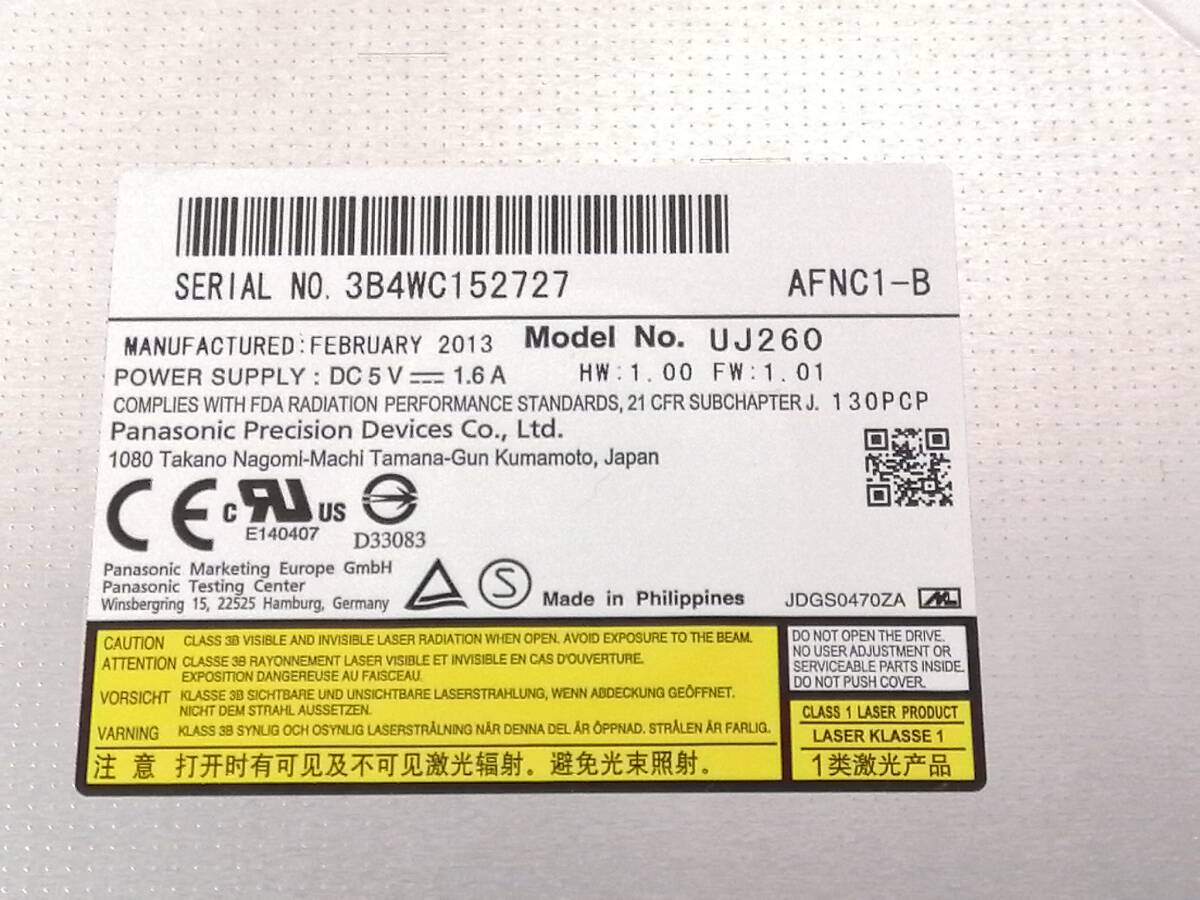 SERIAL NO. 3B4WC152727 AFNC1-B
MANUFACTURED:FEBRUARY 2013 Model No. UJ260
POWER SUPPLY : DC 5 V ⎓ 1.6 A HW:1.00 FW:1.01
COMPLIES WITH FDA RADIATION PERFORMANCE STANDARDS, 21 CFR SUBCHAPTER J. 130PCP
Panasonic Precision Devices Co., Ltd.
1080 Takano Nagomi-Machi Tamana-Gun Kumamoto, Japan
CE c RU US
E140407 D33083
Panasonic Marketing Europe GmbH
Panasonic Testing Center
Winsbergring 15, 22525 Hamburg, Germany
S Made in Philippines JDGS0470ZA
CAUTION CLASS 3B VISIBLE AND INVISIBLE LASER RADIATION WHEN OPEN. AVOID EXPOSURE TO THE BEAM.
ATTENTION CLASSE 3B RAYONNEMENT LASER VISIBLE ET INVISIBLE EN CAS D'OUVERTURE.
EXPOSITION DANGEREUSE AU FAISCEAU.
VORSICHT KLASSE 3B SICHTBARE UND UNSICHTBARE LASERSTRAHLUNG, WENN ABDECKUNG GEÖFFNET.
NICHT DEM STRAHL AUSSETZEN.
VARNING KLASS 3B SYNLIG OCH OSYNLIG LASERSTRÅLNING NÄR DENNA DEL ÄR ÖPPNAD. STRÅLEN ÄR FARLIG.
注 意 打开时有可见及不可见激光辐射。避免光束照射。
DO NOT OPEN THE DRIVE.
NO USER ADJUSTMENT OR
SERVICEABLE PARTS INSIDE.
DO NOT PUSH COVER.
CLASS 1 LASER PRODUCT
LASER KLASSE 1
1类激光产品